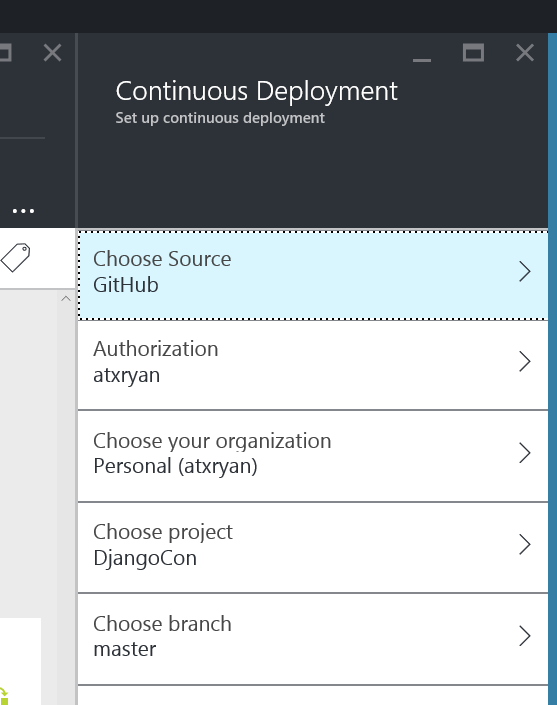 Continuous Deployment
Set up continuous deployment
Choose Source
GitHub
Authorization
atxryan
Choose your organization
Personal (atxryan)
Choose project
DjangoCon
Choose branch
master